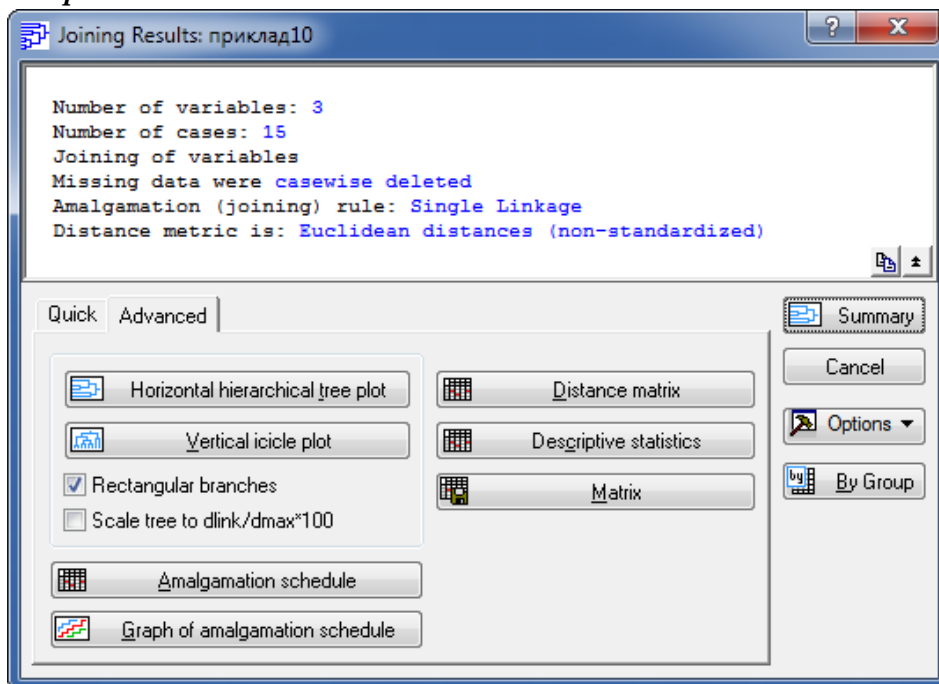 Joining Results: приклад10
?
x
Number of variables: 3
Number of cases: 15
Joining of variables
Missing data were casewise deleted
Amalgamation (joining) rule: Single Linkage
Distance metric is: Euclidean distances (non-standardized)
Quick
Advanced
Horizontal hierarchical tree plot
Vertical icicle plot
Rectangular branches
Scale tree to dlink/dmax*100
Amalgamation schedule
Graph of amalgamation schedule
Distance matrix
Descriptive statistics
Matrix
Summary
Cancel
Options
By Group